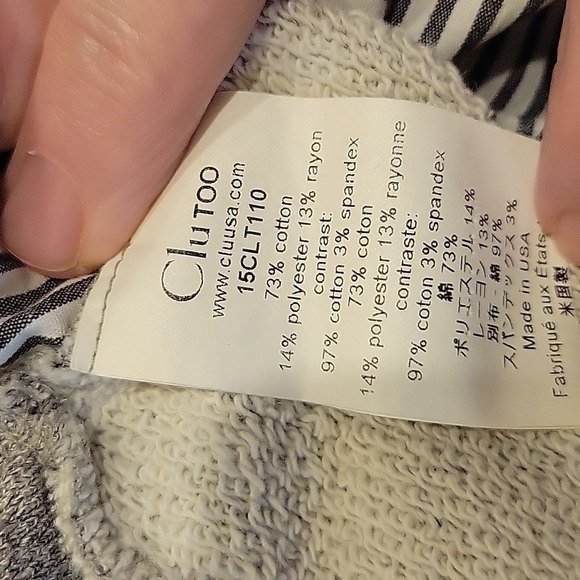 Clu TOO
www.cluusa.com
15CLT110
73% cotton
14% polyester 13% rayon
contrast:
97% cotton 3% spandex
73% coton
14% polyester 13% rayonne
contraste:
97% coton 3% spandex
綿 73%
ポリエステル 14%
レーヨン 13%
別布：綿 97%
スパンデックス 3%
Made in USA
Fabriqué aux États
米国製